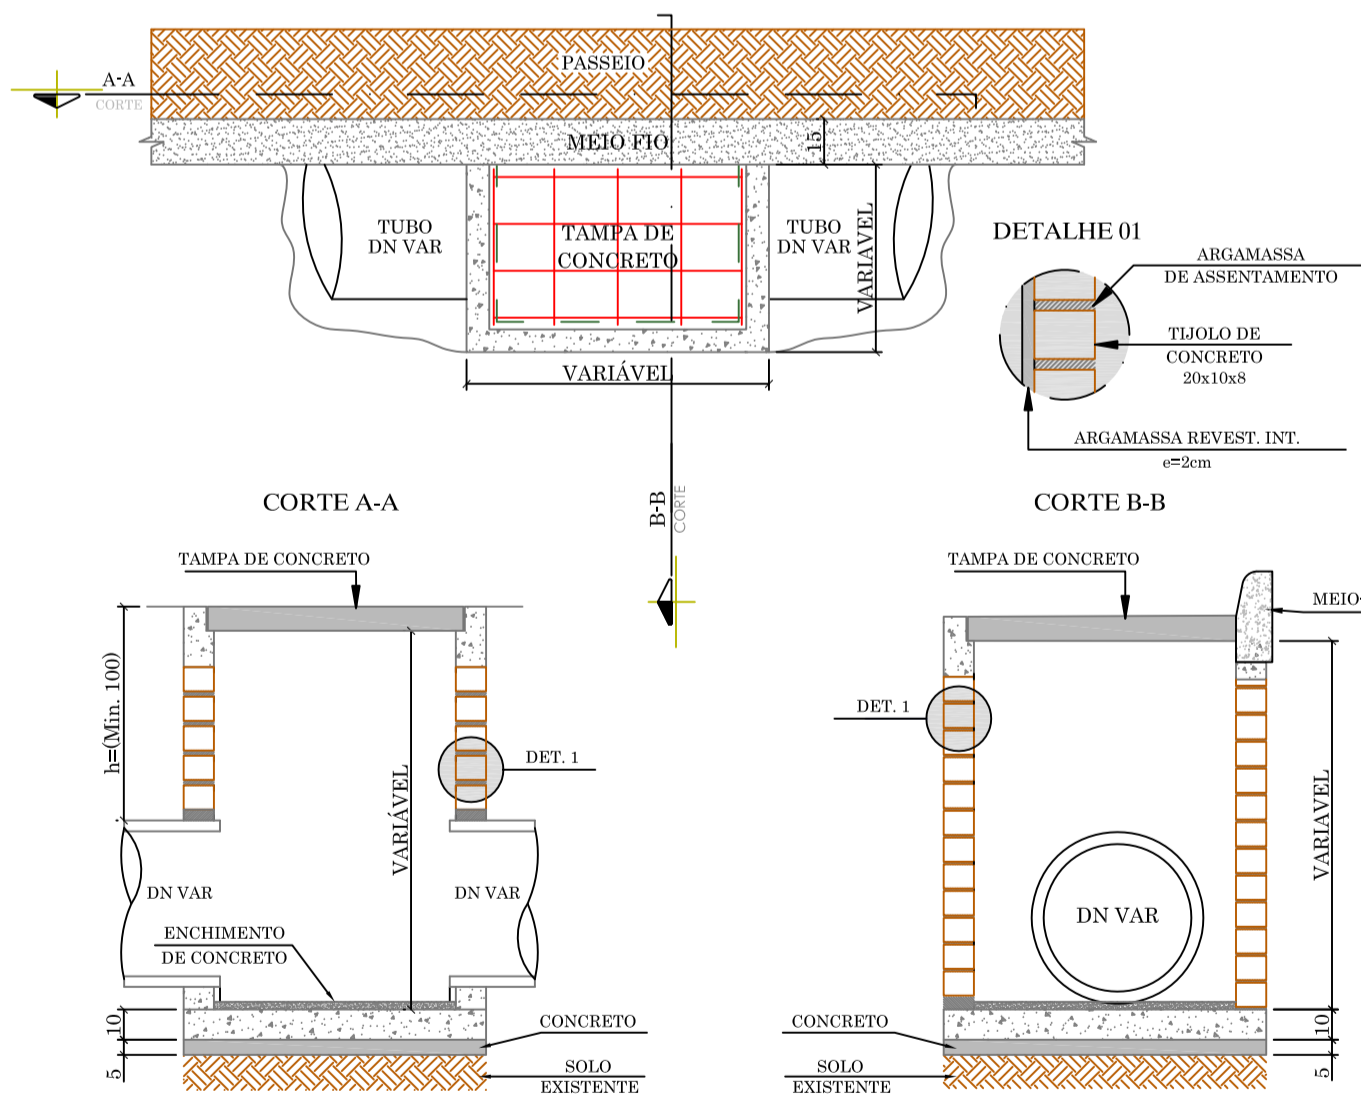 PASSEIO
A-A
CORTE
MEIO FIO
15
TUBO
DN VAR
TAMPA DE
CONCRETO
TUBO
DN VAR
VARIAVEL
VARIÁVEL
DETALHE 01
ARGAMASSA
DE ASSENTAMENTO
TIJOLO DE
CONCRETO
20x10x8
ARGAMASSA REVEST. INT.
e=2cm
B-B
CORTE
CORTE A-A
TAMPA DE CONCRETO
h=(Min. 100)
DET. 1
VARIÁVEL
DN VAR
DN VAR
ENCHIMENTO
DE CONCRETO
10
5
CONCRETO
SOLO
EXISTENTE
CORTE B-B
TAMPA DE CONCRETO
MEIO-
DET. 1
VARIAVEL
DN VAR
CONCRETO
10
SOLO
EXISTENTE
5